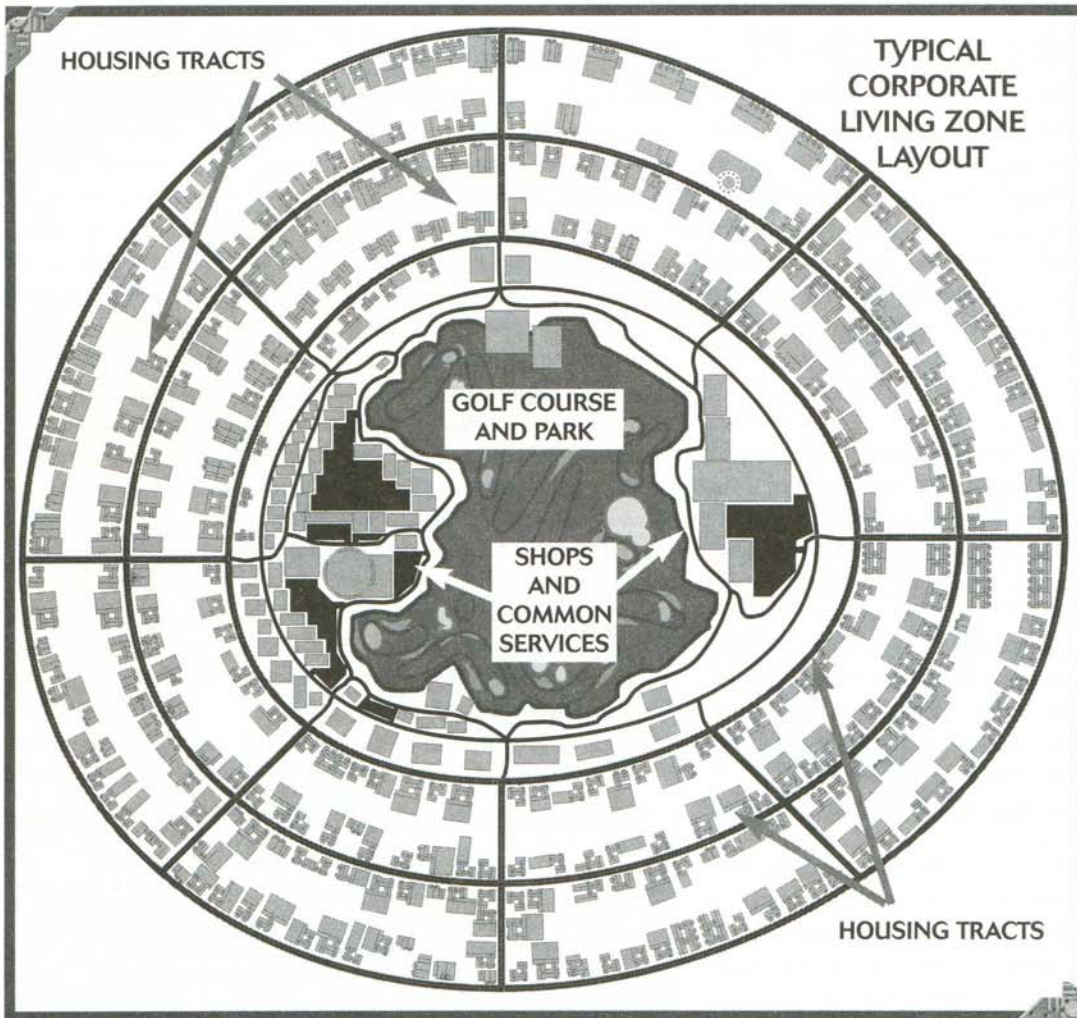 HOUSING TRACTS
TYPICAL
CORPORATE
LIVING ZONE
LAYOUT
GOLF COURSE
AND PARK
SHOPS
AND
COMMON
SERVICES
HOUSING TRACTS